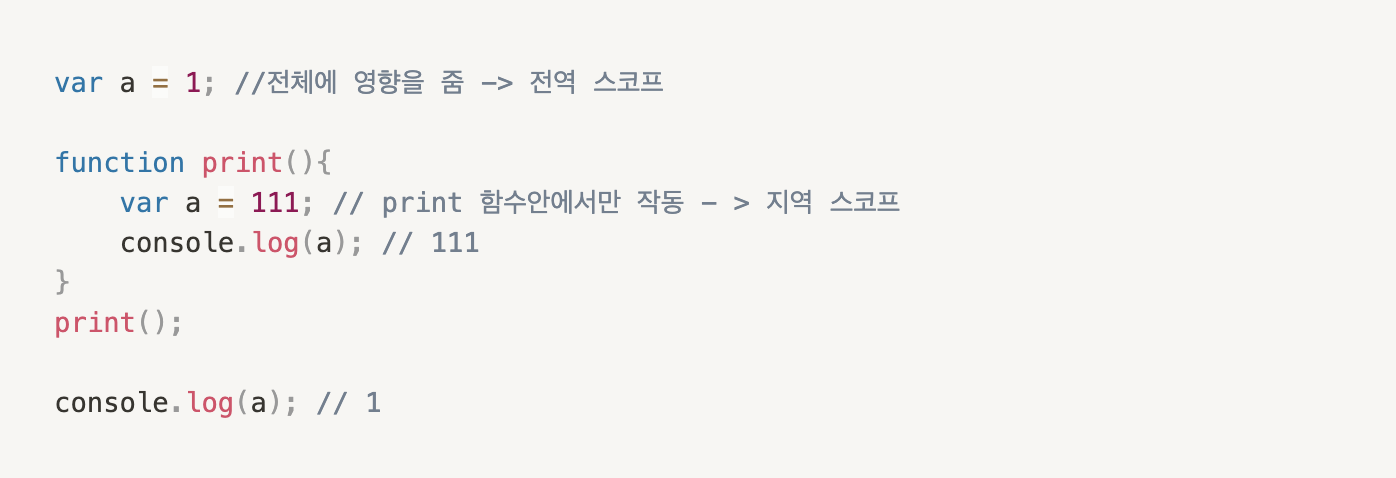 var a = 1; //전체에 영향을 줌 -> 전역 스코프
function print(){
    var a = 111; // print 함수안에서만 작동 - > 지역 스코프
    console.log(a); // 111
}
print();
console.log(a); // 1